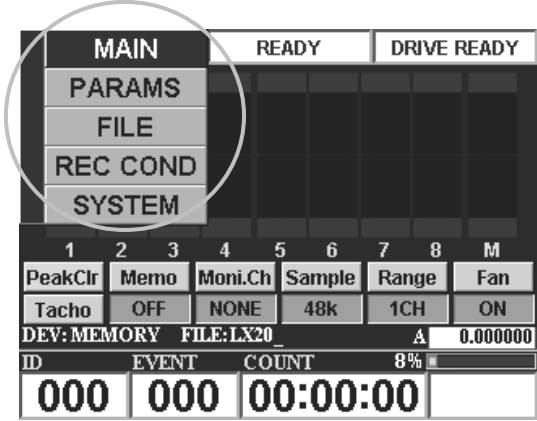 MAIN READY DRIVE READY
PARAMS
FILE
REC COND
SYSTEM
1 2 3 4 5 6 7 8 M
PeakClr Memo Moni.Ch Sample Range Fan
Tacho OFF NONE 48k 1CH ON
DEV: MEMORY FILE: LX20_ A 0.000000
ID EVENT COUNT 8%
000 000 00:00:00